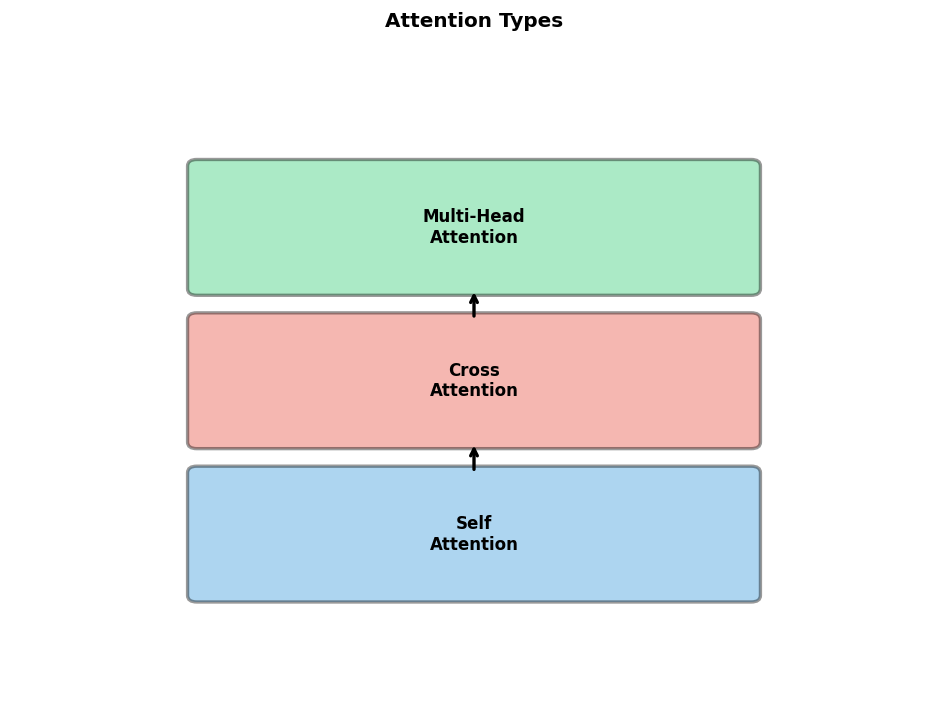 Attention Types
Multi-Head
Attention
Cross
Attention
Self
Attention